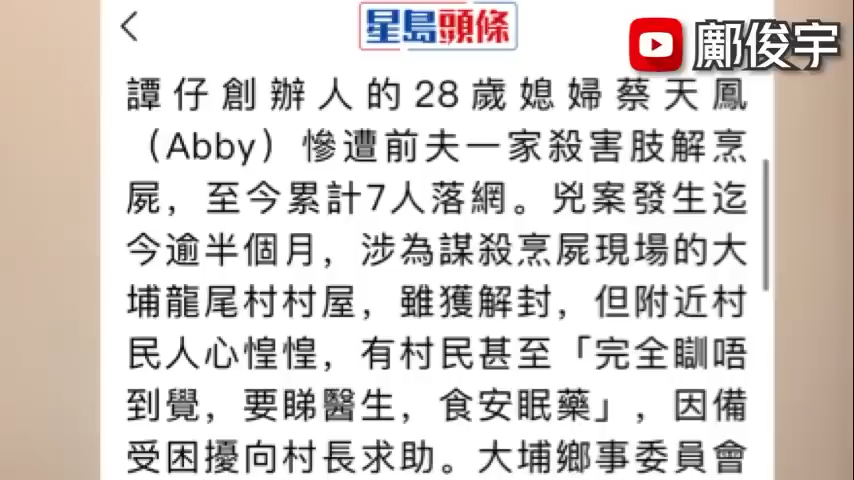 星島頭條
鄺俊宇
譚仔創辦人的28歲媳婦蔡天鳳
（Abby）慘遭前夫一家殺害肢解烹
屍，至今累計7人落網。兇案發生迄
今逾半個月，涉為謀殺烹屍現場的大
埔龍尾村村屋，雖獲解封，但附近村
民人心惶惶，有村民甚至「完全瞓唔
到覺，要睇醫生，食安眠藥」，因備
受困擾向村長求助。大埔鄉事委員會